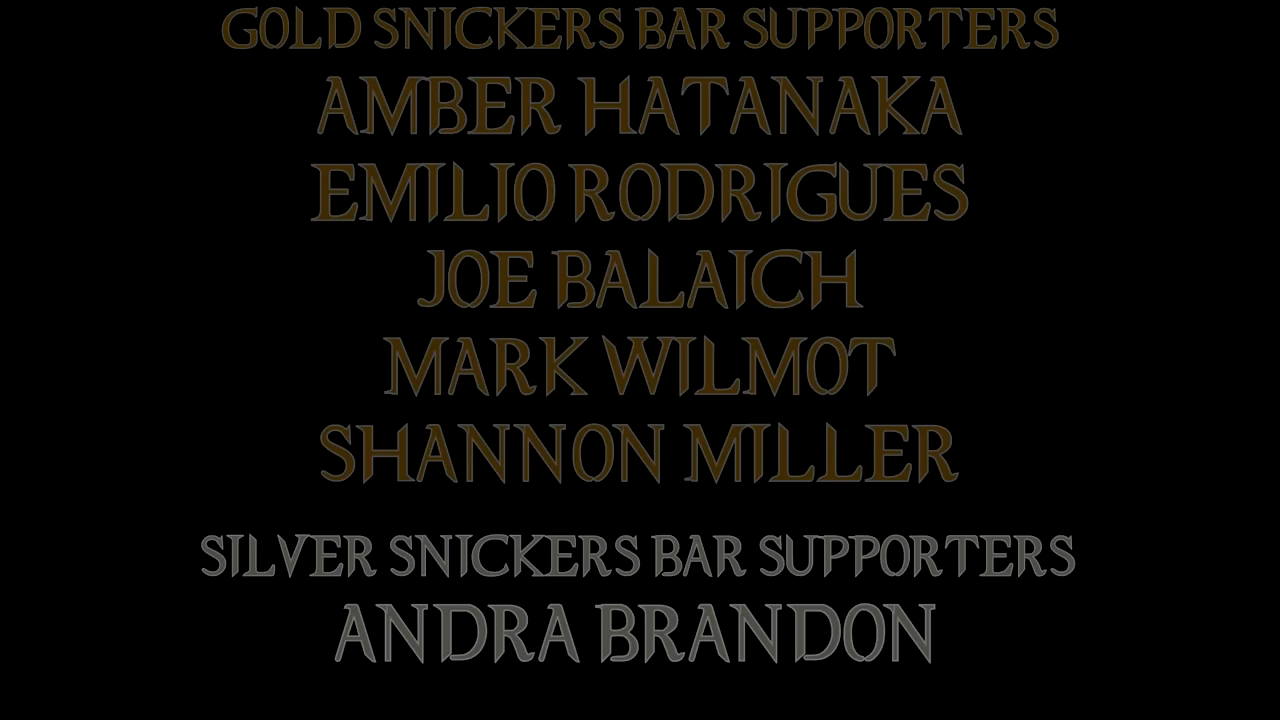 GOLD SNICKERS BAR SUPPORTERS
AMBER HATANAKA
EMILIO RODRIGUES
JOE BALAICH
MARK WILMOT
SHANNON MILLER
SILVER SNICKERS BAR SUPPORTERS
ANDRA BRANDON